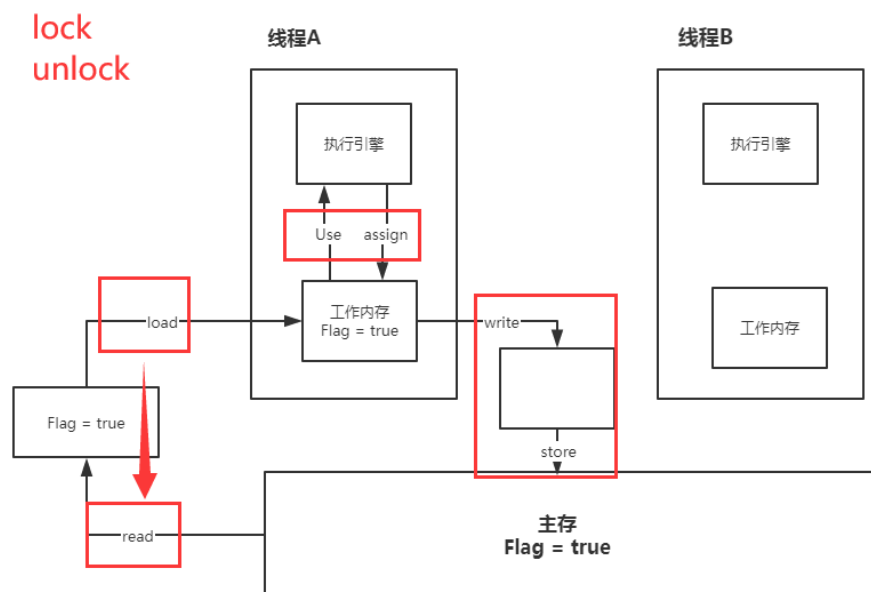 lock
unlock
线程A
线程B
执行引擎
执行引擎
Use
assign
工作内存
Flag = true
工作内存
load
write
Flag = true
store
read
主存
Flag = true